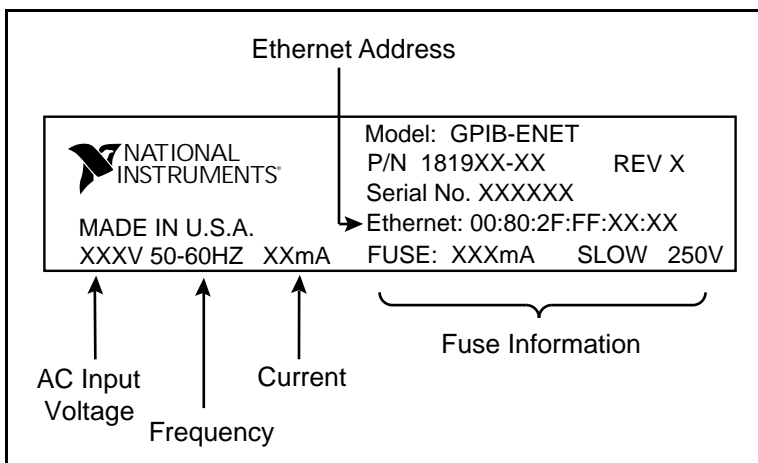 Ethernet Address
NATIONAL
INSTRUMENTS®
MADE IN U.S.A.
XXXV 50-60HZ XXmA
Model: GPIB-ENET
P/N 1819XX-XX REV X
Serial No. XXXXXX
Ethernet: 00:80:2F:FF:XX:XX
FUSE: XXXmA SLOW 250V
AC Input
Voltage
Frequency
Current
Fuse Information